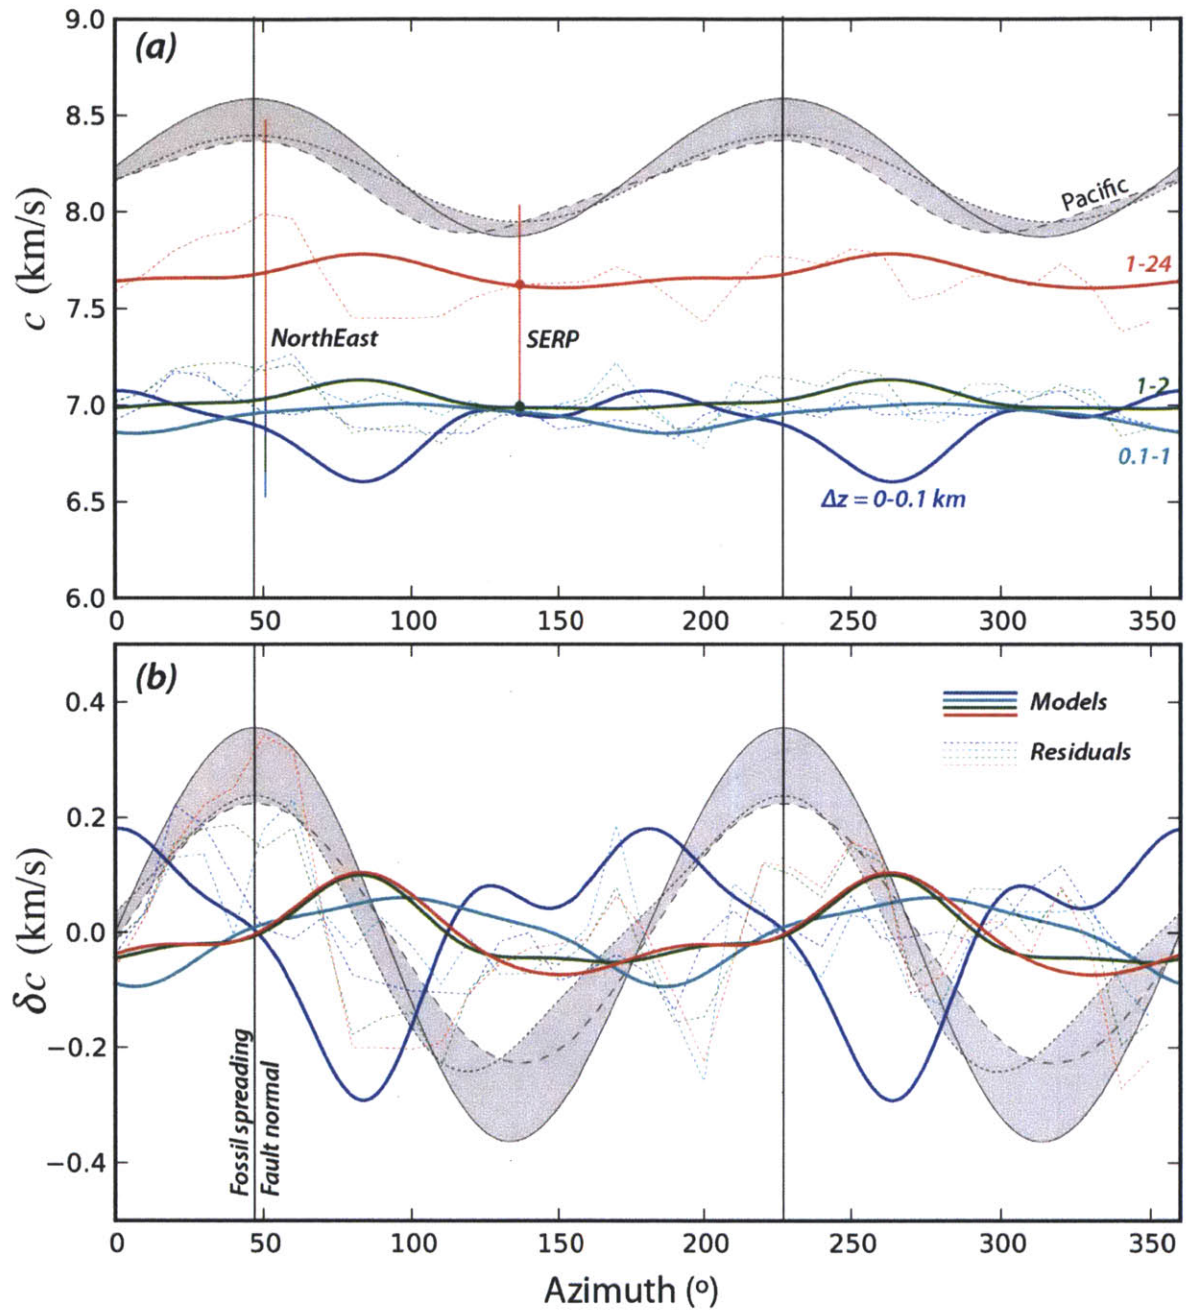 (a)
9.0
8.5
8.0
7.5
7.0
6.5
6.0
c (km/s)
Pacific
1-24
NorthEast
SERP
1-2
0.1-1
Δz = 0-0.1 km
0 50 100 150 200 250 300 350
(b)
Models
Residuals
0.4
0.2
0.0
−0.2
−0.4
δc (km/s)
Fossil spreading
Fault normal
0 50 100 150 200 250 300 350
Azimuth (º)